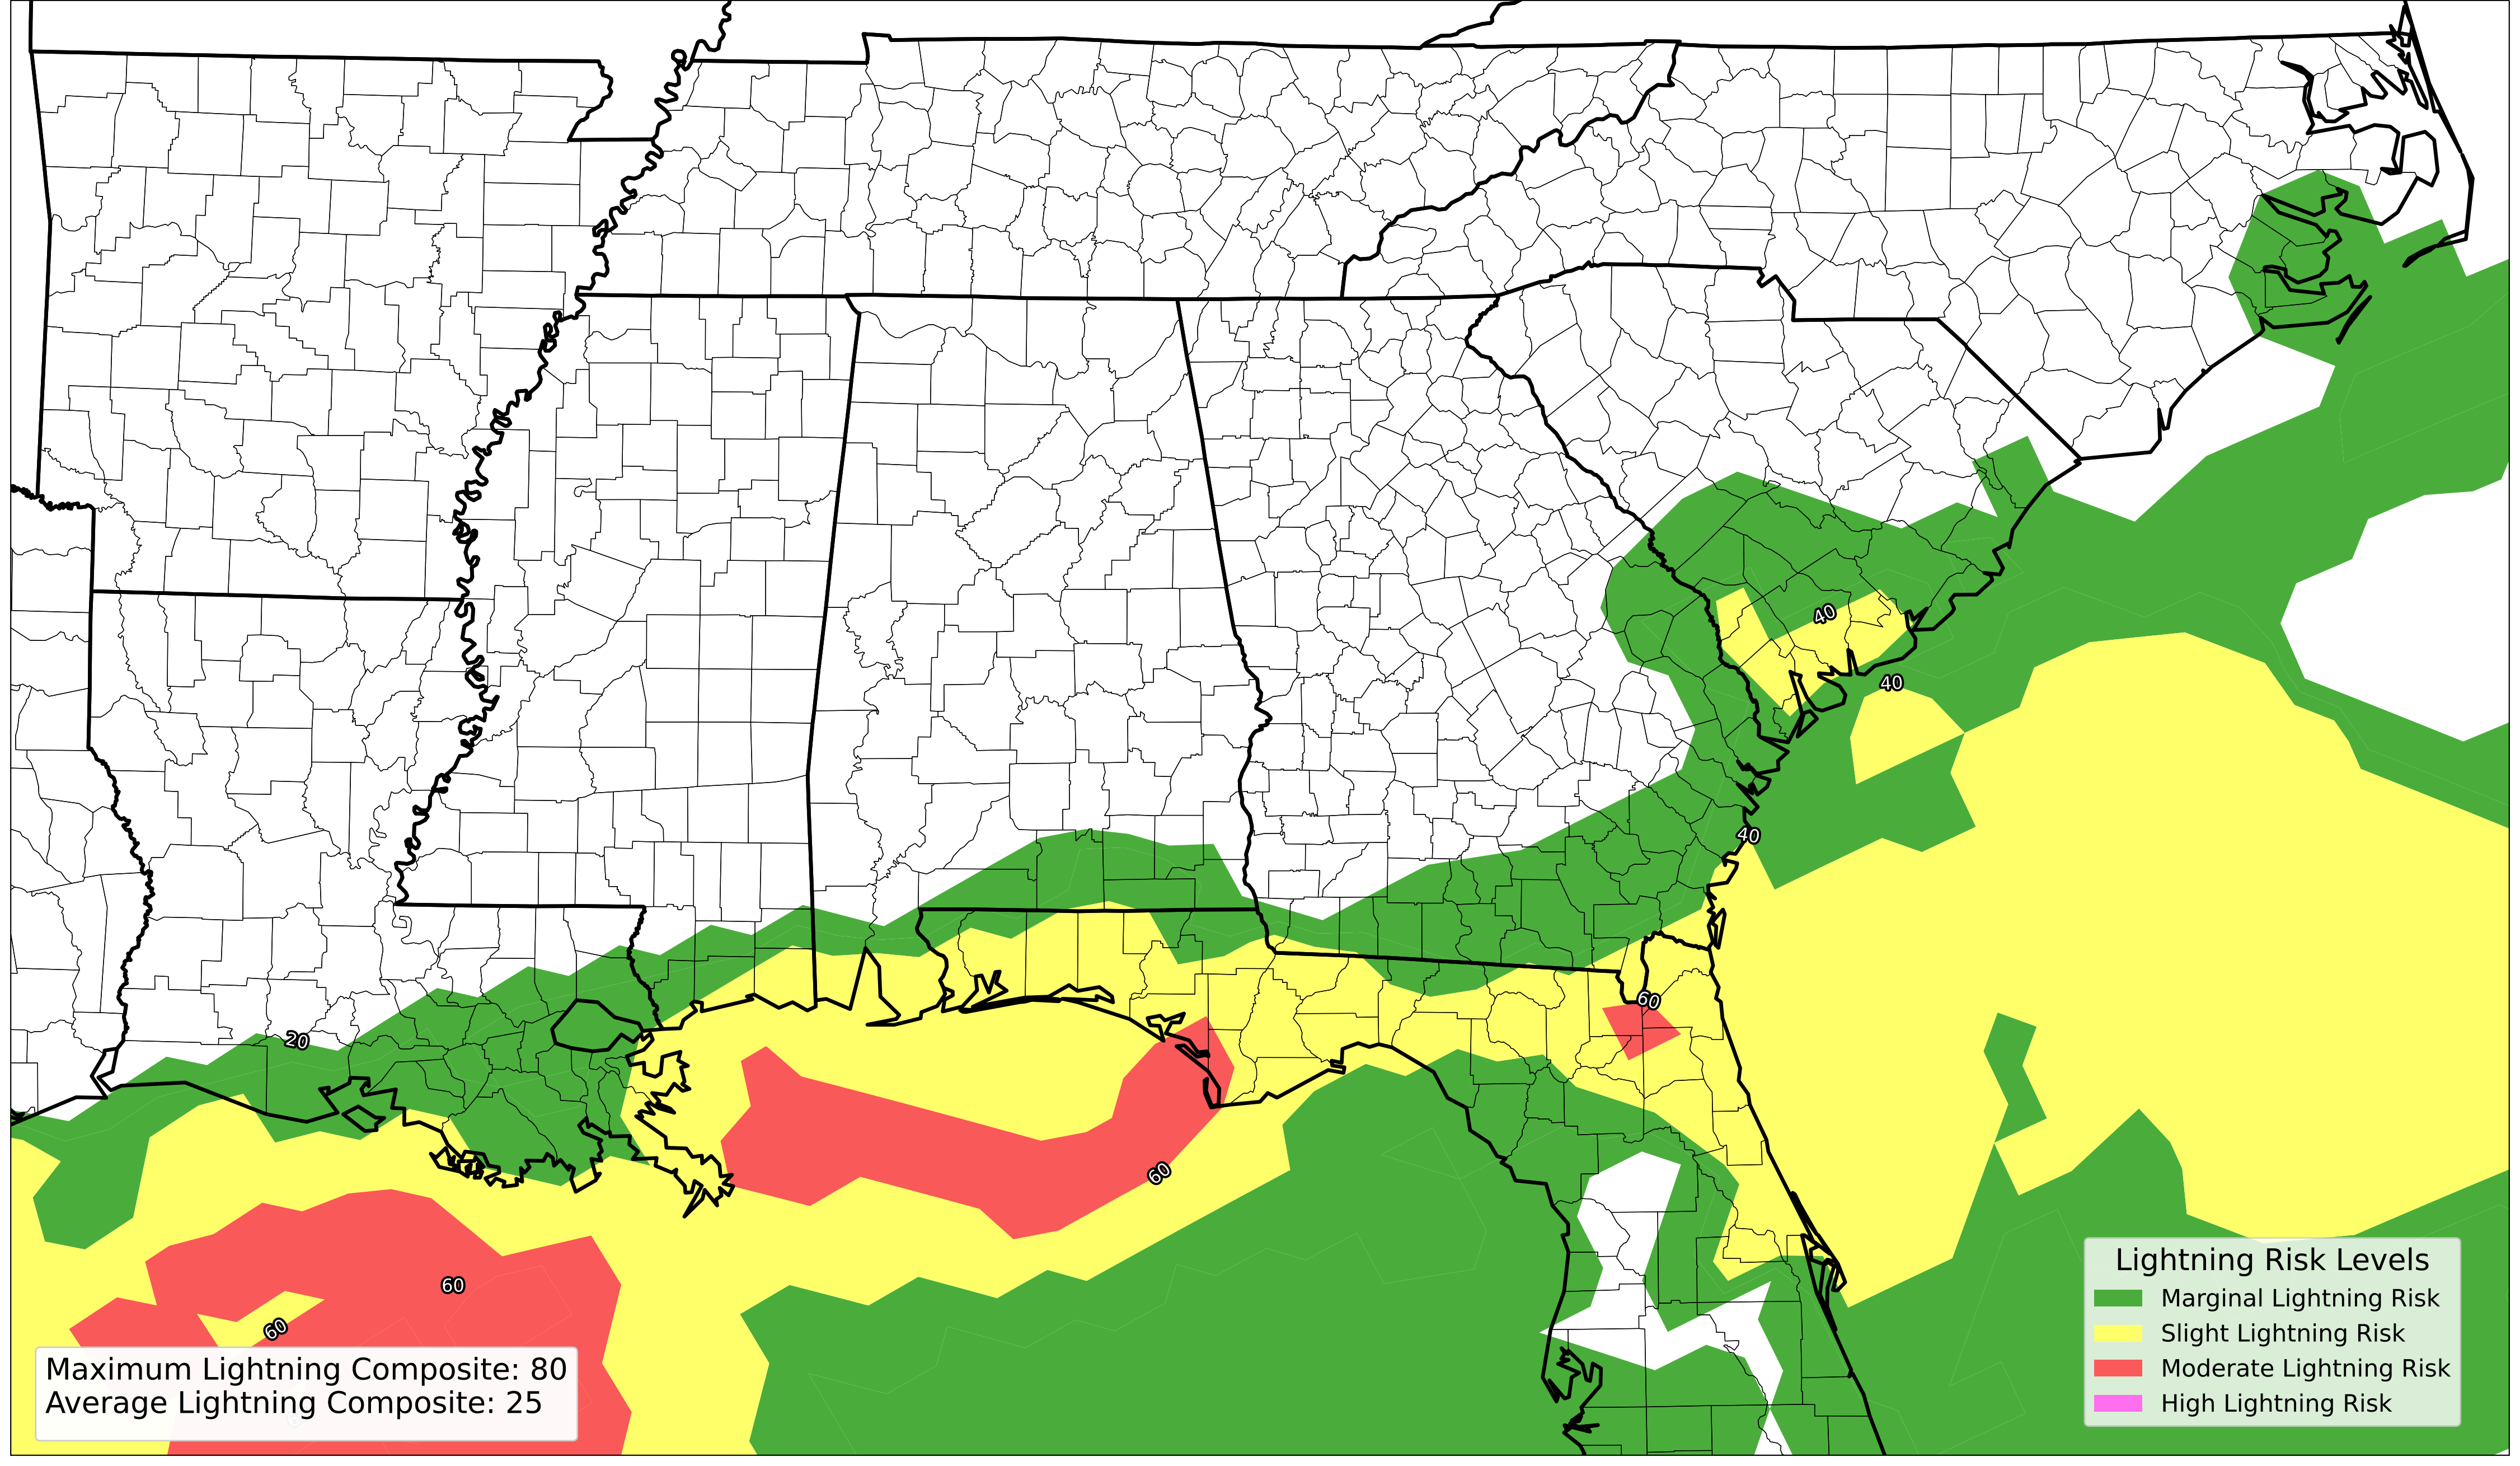 40
40
40
60
20
60
60
60
Maximum Lightning Composite: 80
Average Lightning Composite: 25
Lightning Risk Levels
Marginal Lightning Risk
Slight Lightning Risk
Moderate Lightning Risk
High Lightning Risk